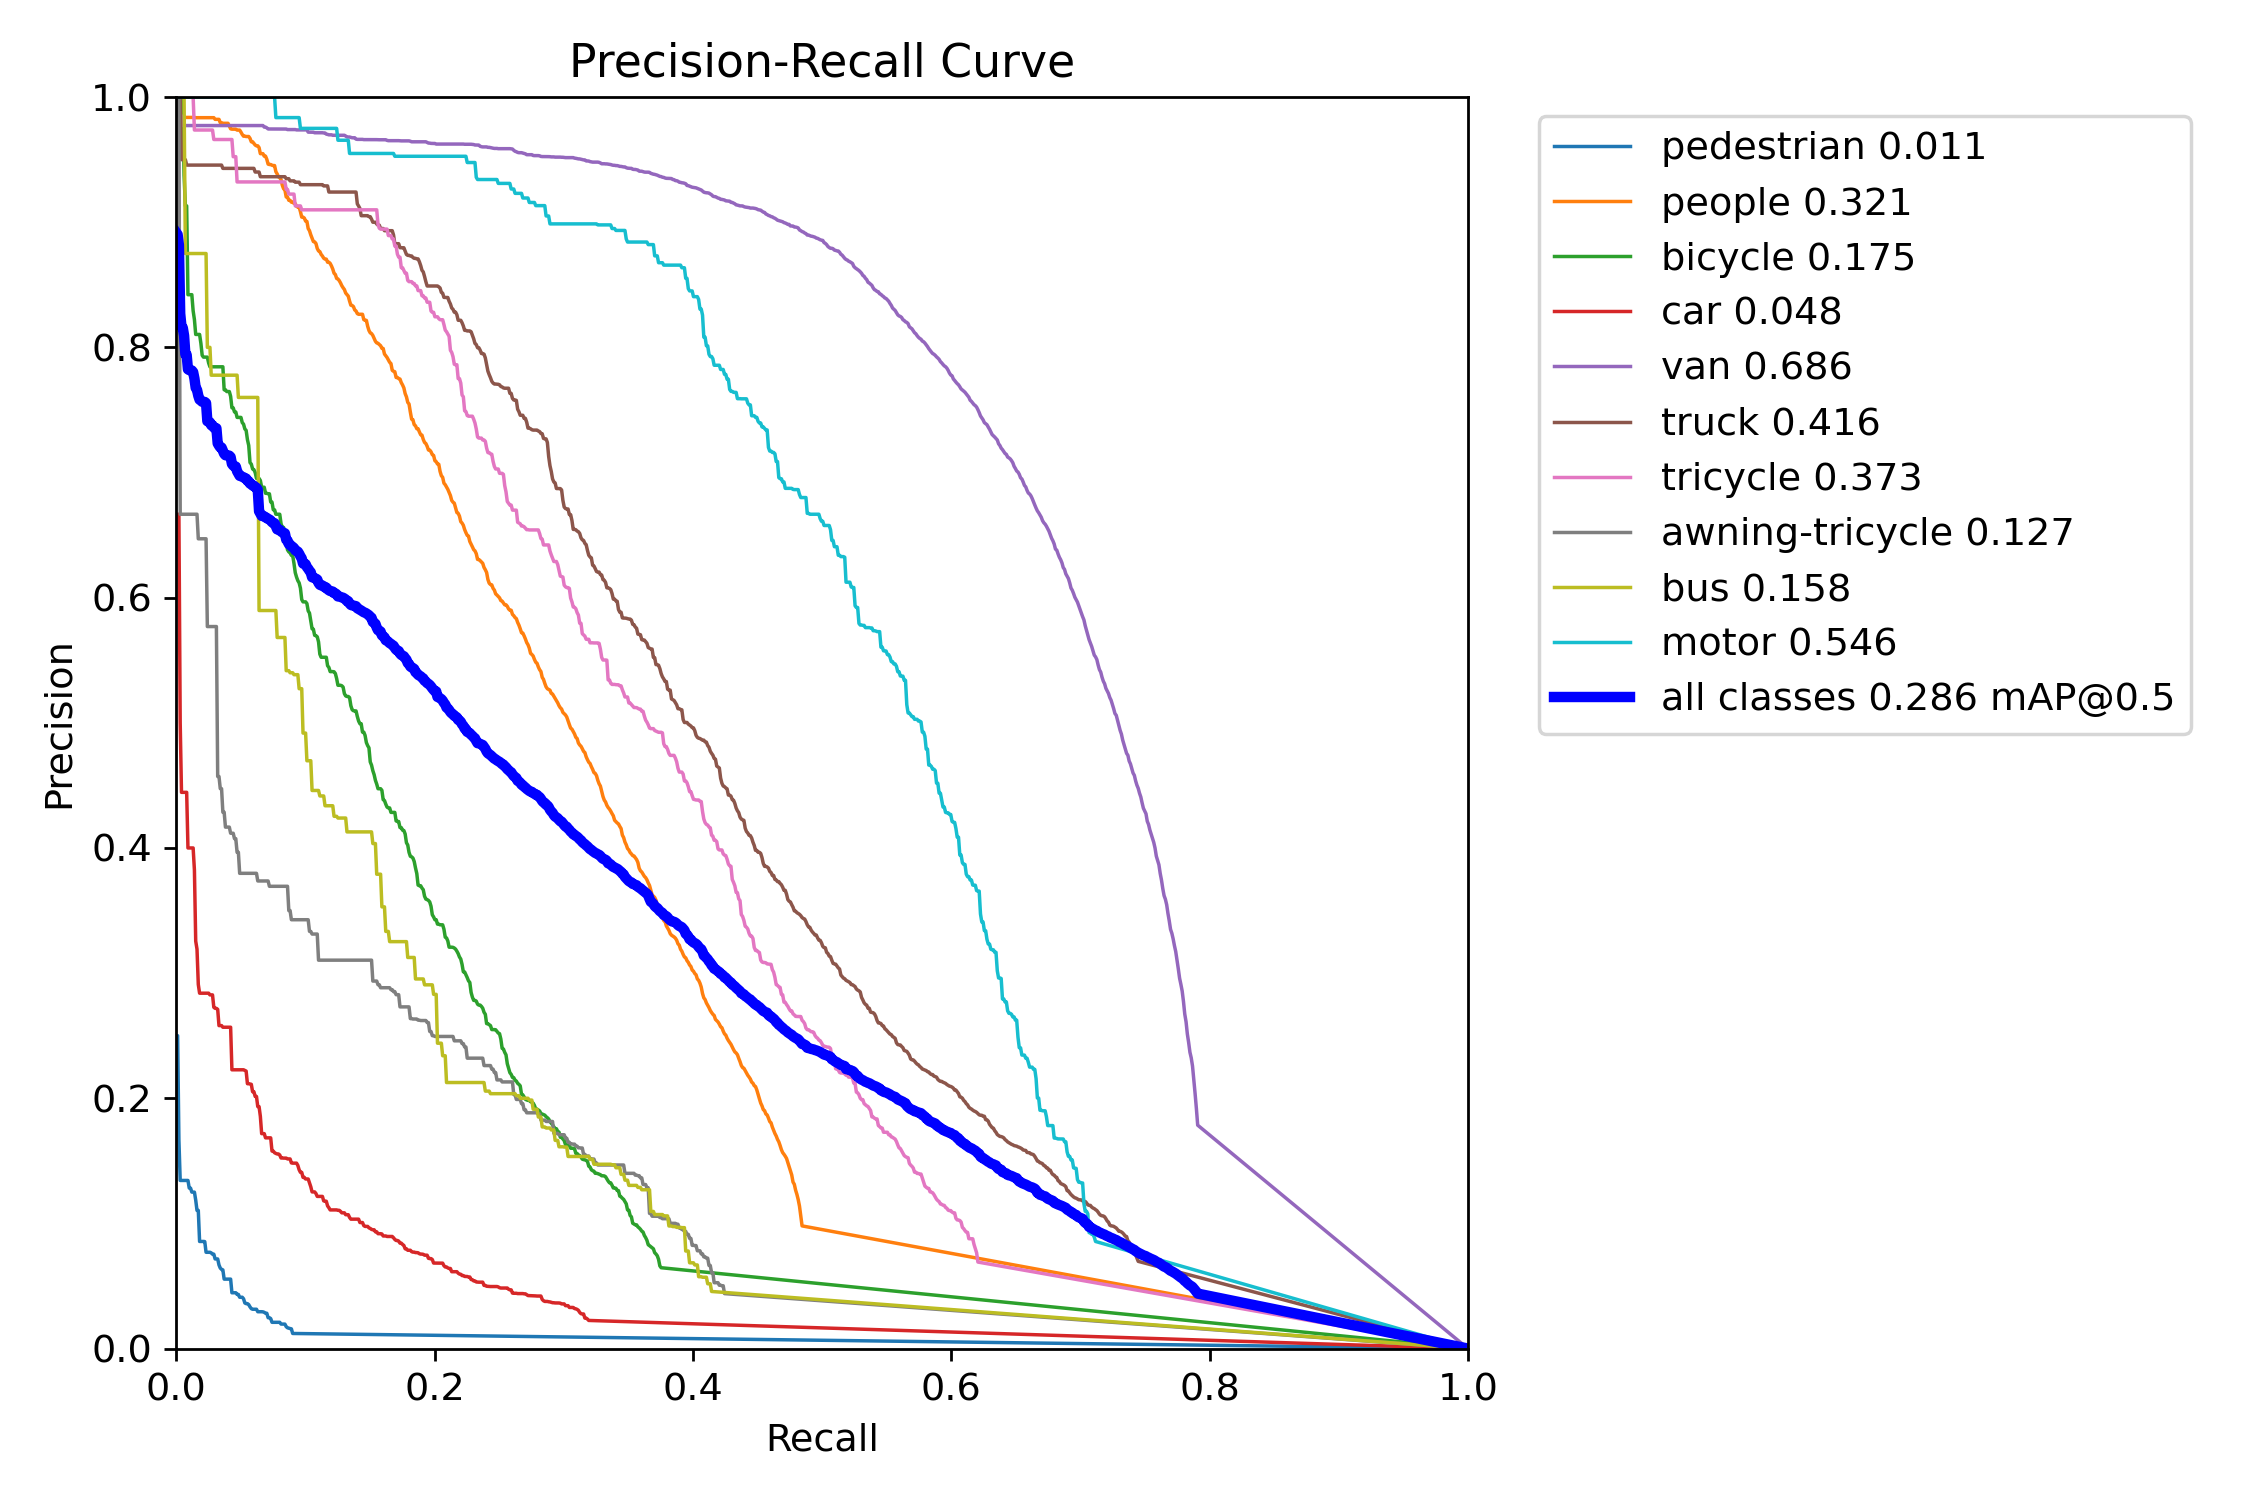 Precision-Recall Curve
1.0
0.8
0.6
0.4
0.2
0.0
Precision
0.0 0.2 0.4 0.6 0.8 1.0
Recall
pedestrian 0.011
people 0.321
bicycle 0.175
car 0.048
van 0.686
truck 0.416
tricycle 0.373
awning-tricycle 0.127
bus 0.158
motor 0.546
all classes 0.286 mAP@0.5